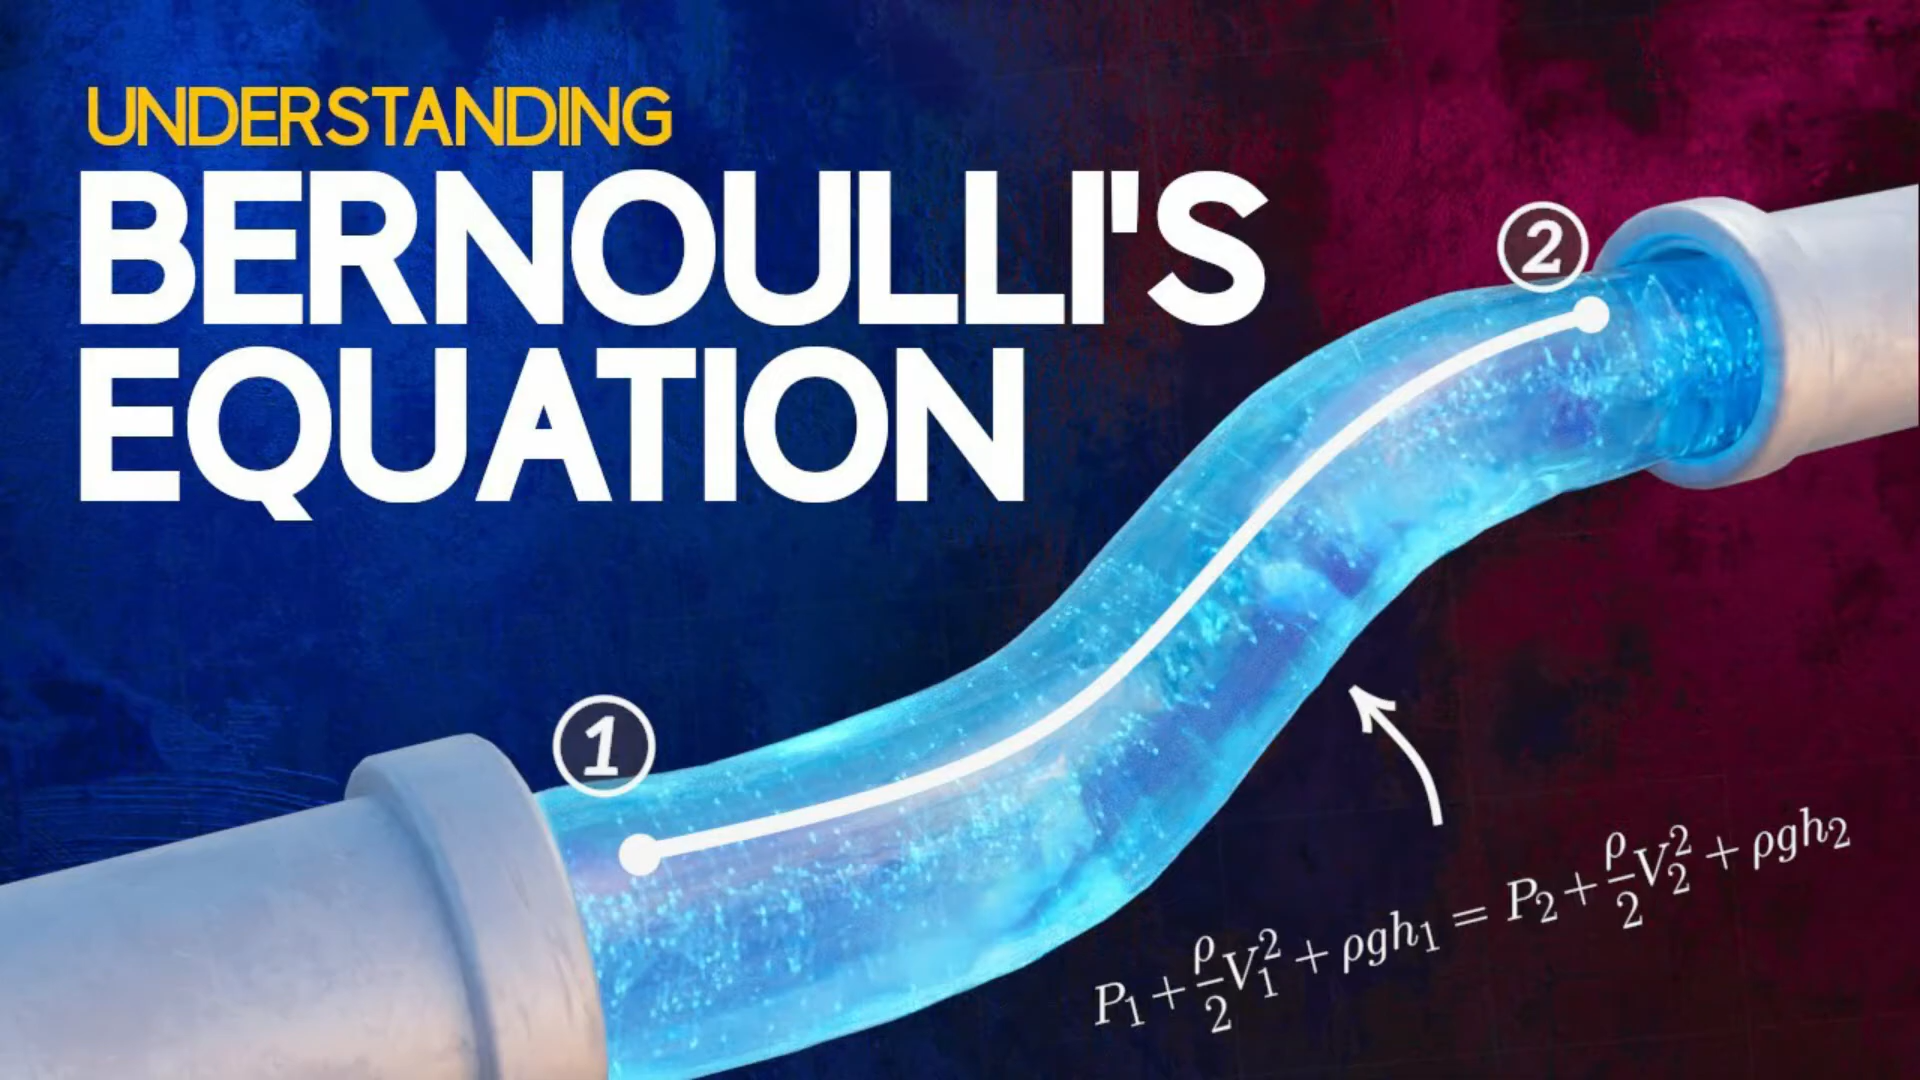 UNDERSTANDING
BERNOULLI'S
EQUATION
2
1
P₁ + ρ/2 V₁² + ρgh₁ = P₂ + ρ/2 V₂² + ρgh₂